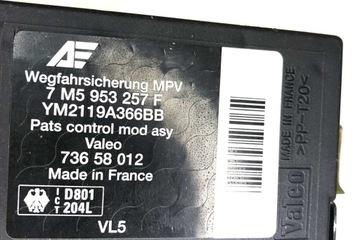 AE
Wegfahrsicherung MPV
7 M5 953 257 F
YM2119A366BB
Pats control mod asy
Valeo
736 58 012
Made in France
I C T
D801
204L
VL5
Valeo
MADE IN FRANCE
>PP-T20<